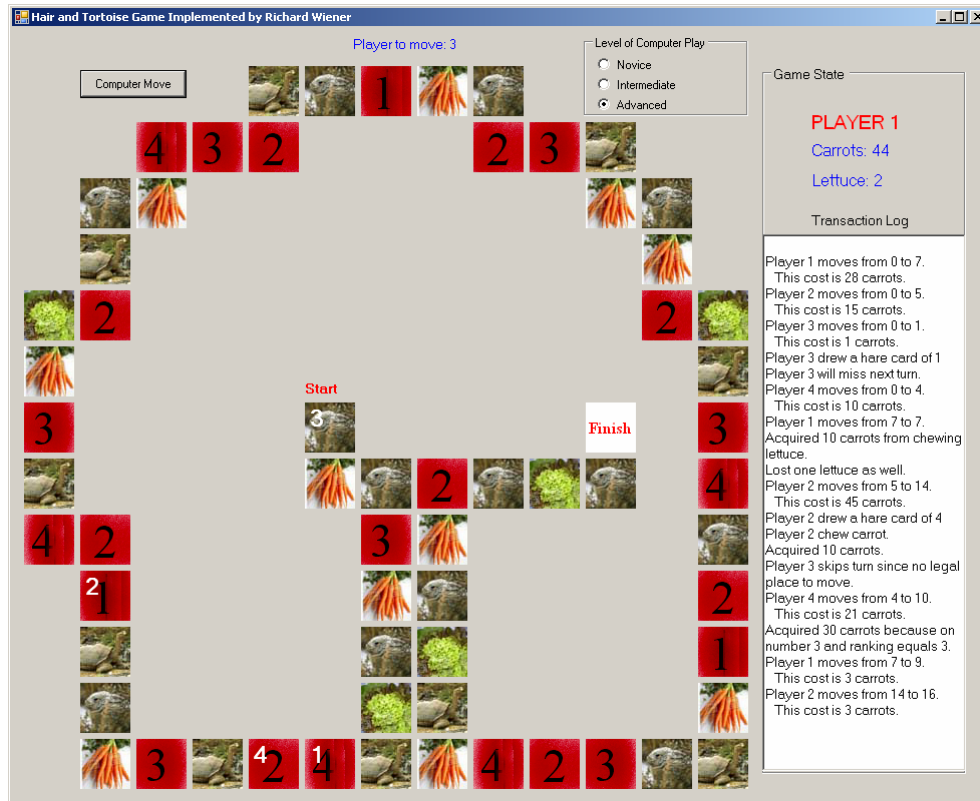 Hair and Tortoise Game Implemented by Richard Wiener
Player to move: 3
Computer Move
Level of Computer Play
Novice
Intermediate
Advanced
Game State
PLAYER 1
Carrots: 44
Lettuce: 2
Transaction Log
1
4 3 2 2 3
2 2
Start
3 3 Finish 3
2 4
4 2 3
2 1 2
1
3 4 2 1 4 4 2 3
Player 1 moves from 0 to 7.
This cost is 28 carrots.
Player 2 moves from 0 to 5.
This cost is 15 carrots.
Player 3 moves from 0 to 1.
This cost is 1 carrots.
Player 3 drew a hare card of 1
Player 3 will miss next turn.
Player 4 moves from 0 to 4.
This cost is 10 carrots.
Player 1 moves from 7 to 7.
Acquired 10 carrots from chewing
lettuce.
Lost one lettuce as well.
Player 2 moves from 5 to 14.
This cost is 45 carrots.
Player 2 drew a hare card of 4
Player 2 chew carrot.
Acquired 10 carrots.
Player 3 skips turn since no legal
place to move.
Player 4 moves from 4 to 10.
This cost is 21 carrots.
Acquired 30 carrots because on
number 3 and ranking equals 3.
Player 1 moves from 7 to 9.
This cost is 3 carrots.
Player 2 moves from 14 to 16.
This cost is 3 carrots.